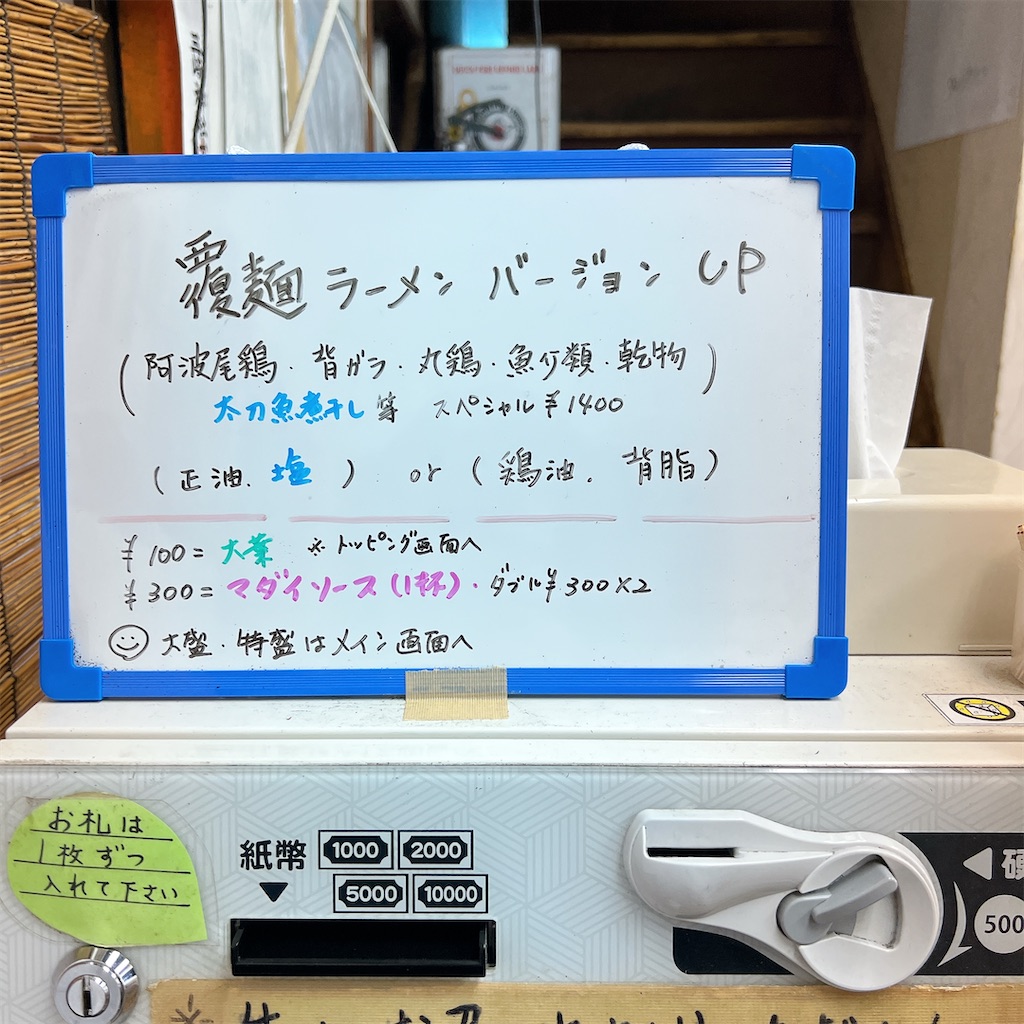 覆麺 ラーメン バージョン UP
(阿波尾鶏・背ガラ・丸鶏・魚介類・乾物)
太刀魚煮干し 等 スペシャル ¥1400
(正油、塩) or (鶏油、背脂)
¥100= 大葉 ※トッピング画面へ
¥300= マダイソース(1杯)・ダブル¥300×2
大盛・特盛はメイン画面へ
お札は
1枚ずつ
入れて下さい
紙幣 1000 2000
5000 10000
500